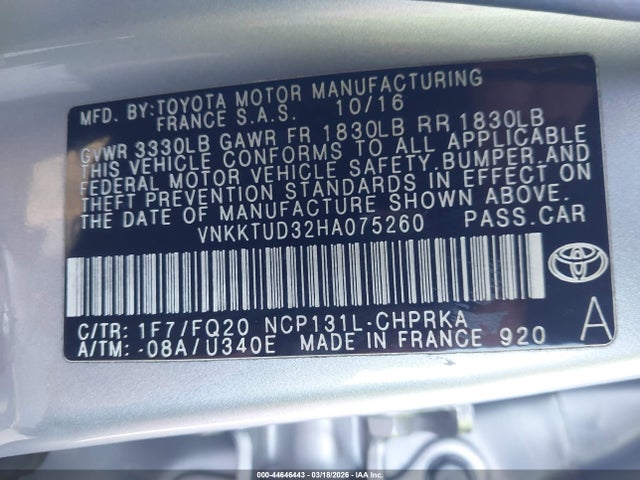 MFD. BY: TOYOTA MOTOR MANUFACTURING
FRANCE S.A.S. 10/16
GVWR 3330LB GAWR FR 1830LB RR 1830LB
THIS VEHICLE CONFORMS TO ALL APPLICABLE
FEDERAL MOTOR VEHICLE SAFETY, BUMPER, AND
THEFT PREVENTION STANDARDS IN EFFECT ON
THE DATE OF MANUFACTURE SHOWN ABOVE.
VNKKTUD32HA075260 PASS.CAR
C/TR: 1F7/FQ20 NCP131L-CHPRKA
A/TM: -08A/U340E MADE IN FRANCE 920
A
000-44646443 | 03/18/2026 - IAAI.COM